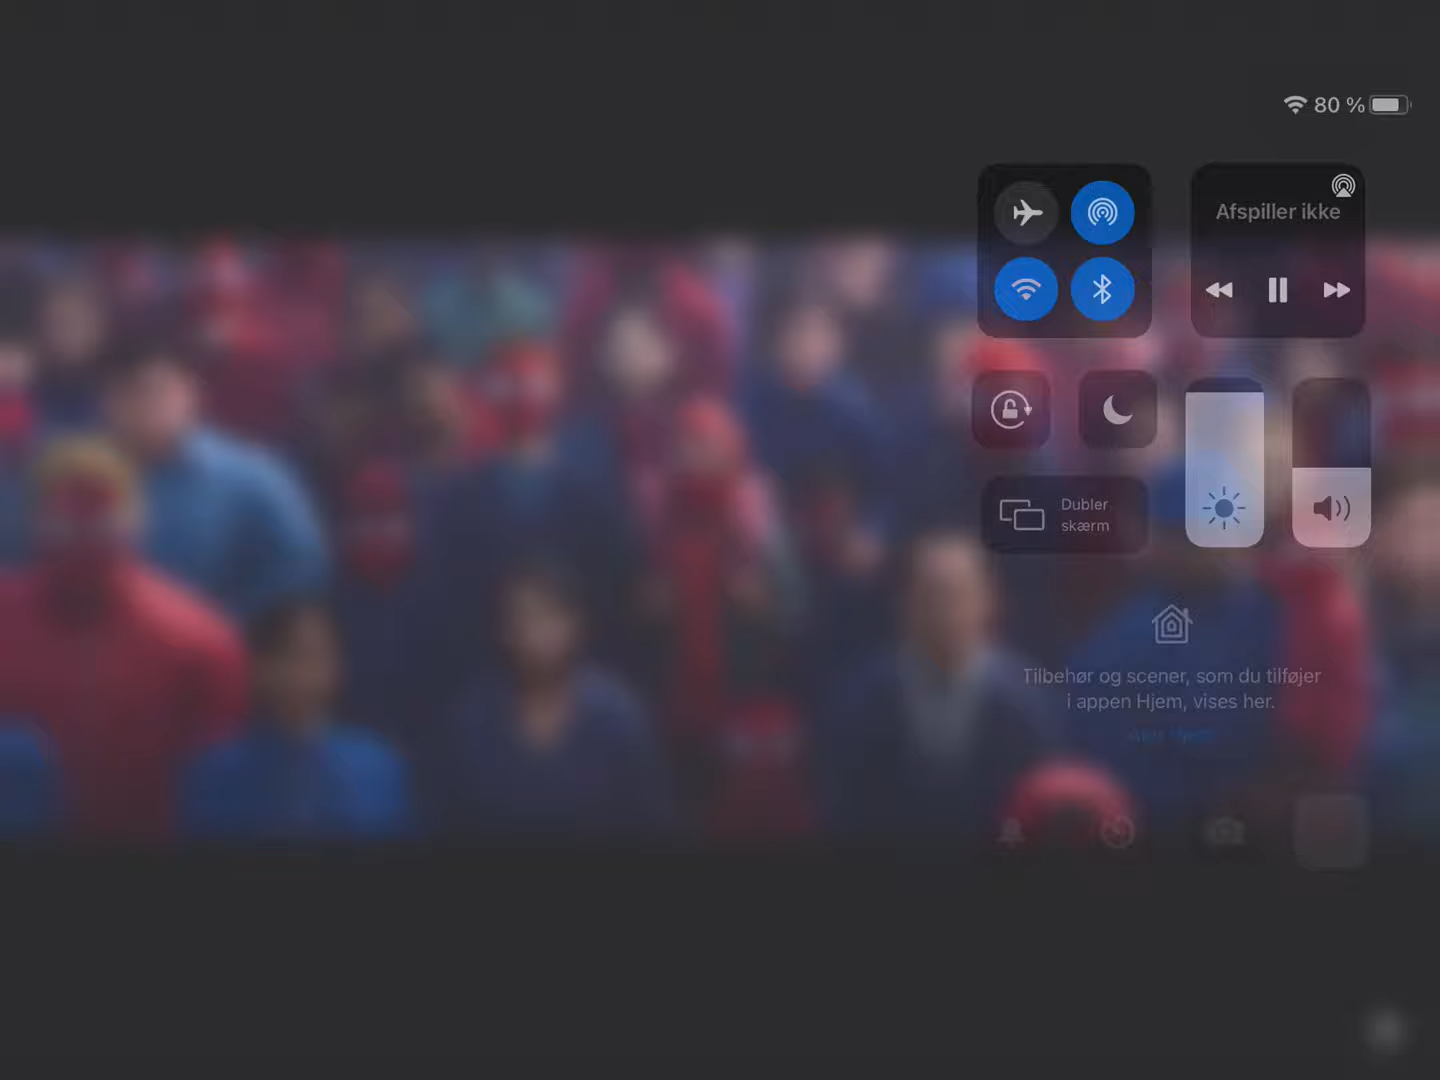 80 %
Afspiller ikke
Dubler
skærm
Tilbehør og scener, som du tilføjer
i appen Hjem, vises her.